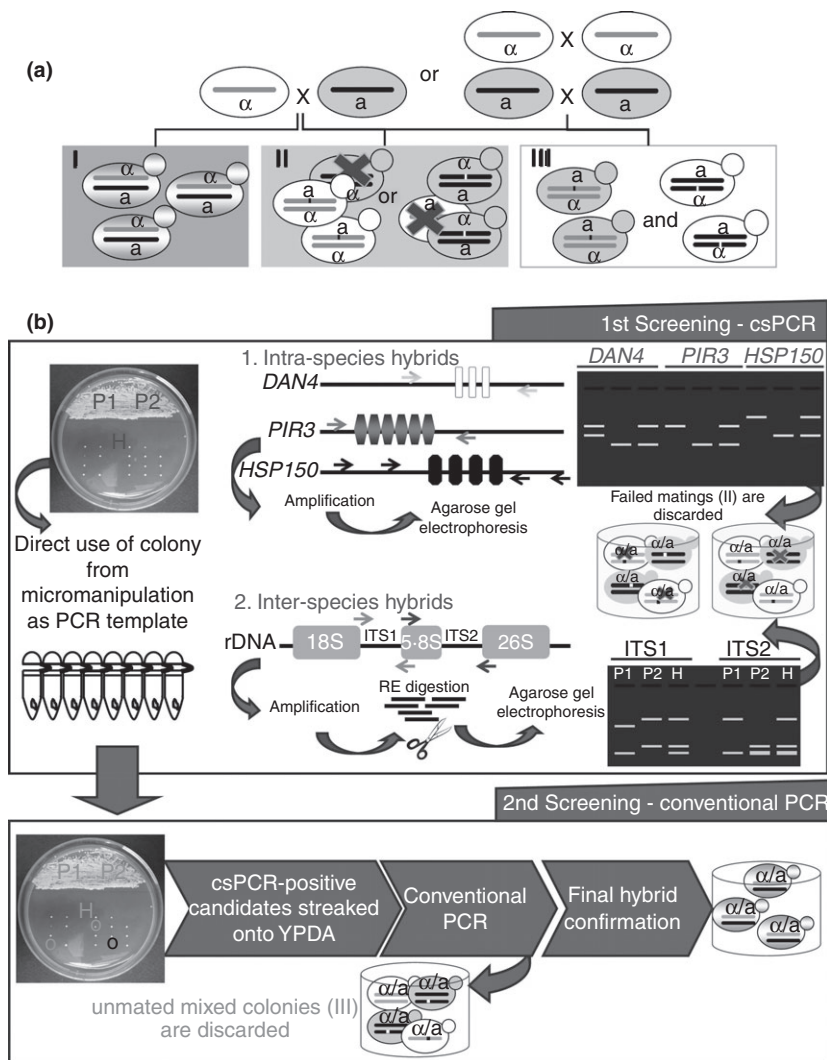 (a)
α X a
or
α X α
a X a
I
α
a
α
a
α
a
II
α
a
α
or
a
α
α
a
a
α
a
III
a
α
a
α
and
a
α
a
α
(b)
1st Screening - csPCR
P1 P2
H
Direct use of colony
from
micromanipulation
as PCR template
1. Intra-species hybrids
DAN4
PIR3
HSP150
Amplification
Agarose gel
electrophoresis
DAN4 PIR3 HSP150
Failed matings (II) are
discarded
α/a
α/a
α/a
α/a
α/a
α/a
α/a
α/a
2. Inter-species hybrids
rDNA 18S ITS1 5·8S ITS2 26S
Amplification
RE digestion
Agarose gel
electrophoresis
ITS1 ITS2
P1 P2 H P1 P2 H
2nd Screening - conventional PCR
P1 P2
H
o
o
o
csPCR-positive
candidates streaked
onto YPDA
Conventional
PCR
Final hybrid
confirmation
α/a
α/a
α/a
unmated mixed colonies (III)
are discarded
α/a
α/a
α/a
α/a